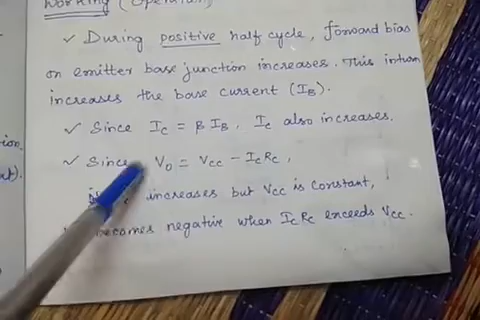 Working (Operation)
✓ During positive half cycle, forward bias
on emitter base junction increases. This inturn
increases the base current (IB).
✓ Since IC = β IB, IC also increases.
✓ Since V0 = VCC - ICRC,
increases but VCC is constant,
becomes negative when IC RC exceeds VCC.